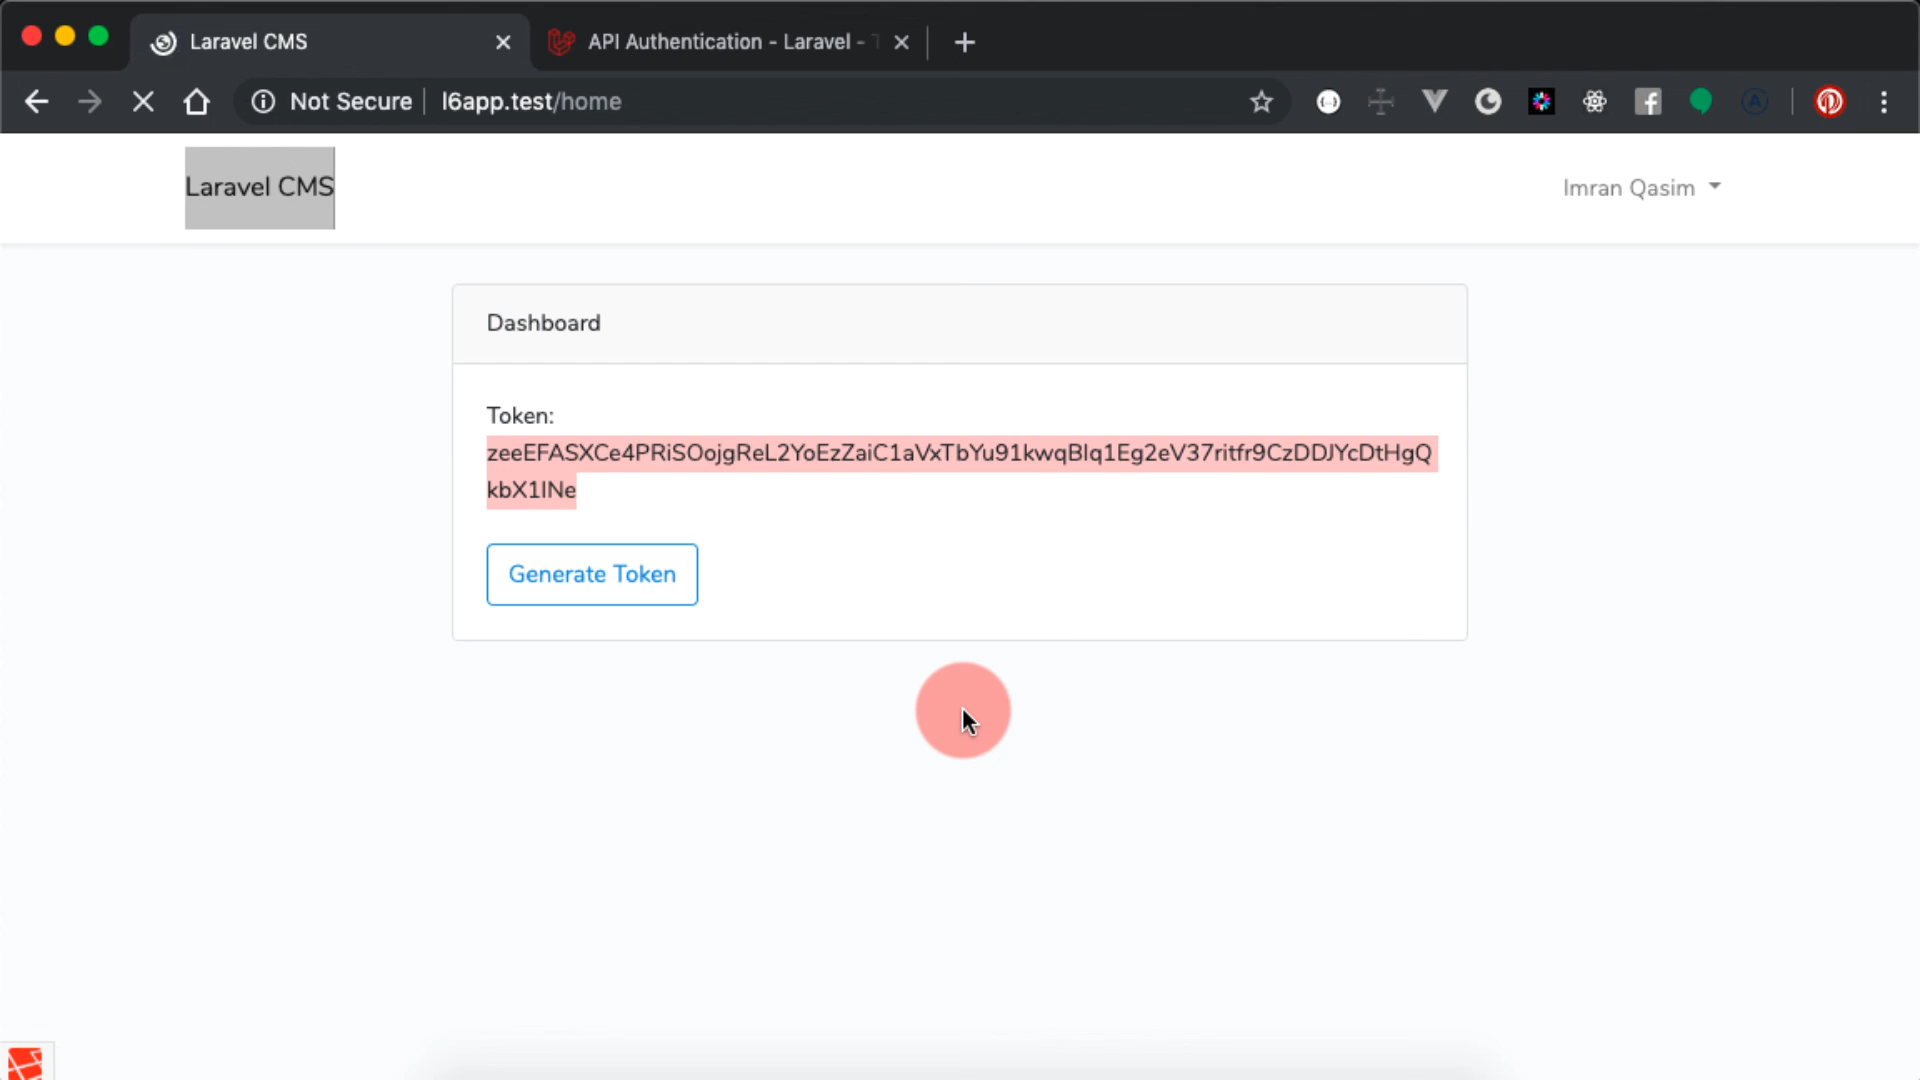 Laravel CMS
API Authentication - Laravel -
Not Secure
l6app.test/home
Laravel CMS
Imran Qasim
Dashboard
Token:
zeeEFASXCe4PRiSOojgReL2YoEzZaiC1aVxTbYu91kwqBlq1Eg2eV37ritfr9CzDDJYcDtHgQ
kbX1INe
Generate Token